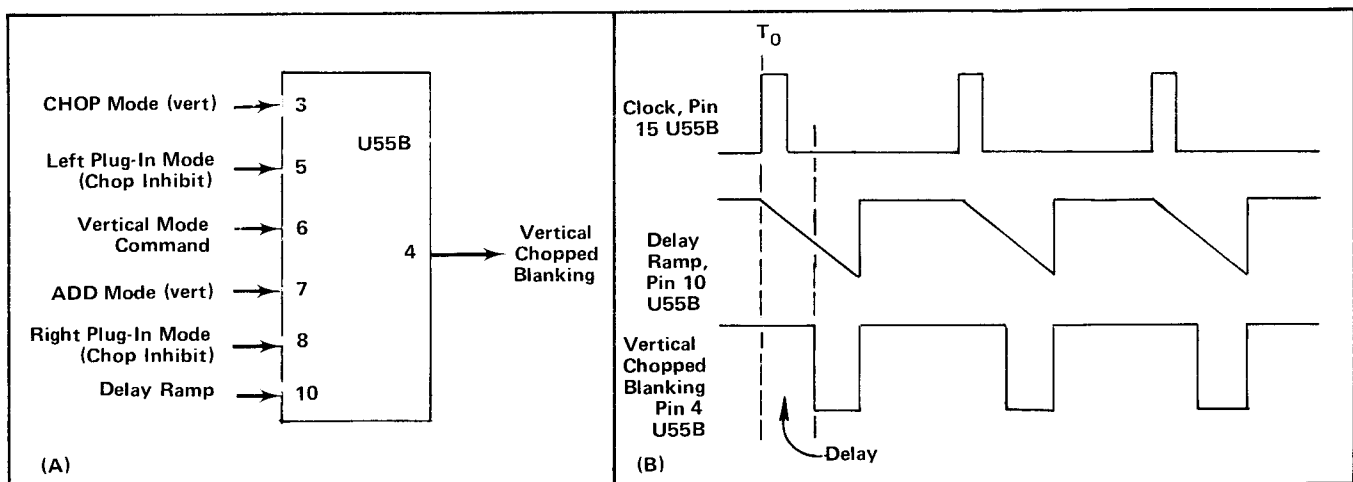 CHOP Mode (vert)
3
U55B
Left Plug-In Mode
(Chop Inhibit)
5
Vertical Mode
Command
6
4
Vertical
Chopped
Blanking
ADD Mode (vert)
7
Right Plug-In Mode
(Chop Inhibit)
8
Delay Ramp
10
(A)
T0
Clock, Pin
15 U55B
Delay
Ramp,
Pin 10
U55B
Vertical
Chopped
Blanking
Pin 4
U55B
Delay
(B)